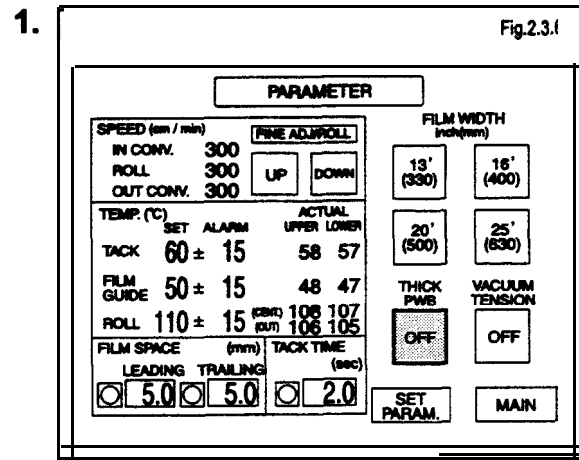 1.
Fig.2.3.6
PARAMETER
SPEED (cm / min)
FINE ADJ/ROLL
IN CONV. 300
ROLL 300
OUT CONV. 300
UP
DOWN
FILM WIDTH
inch(mm)
13'
(330)
16'
(400)
20'
(500)
25'
(630)
TEMP. (℃)
SET ALARM
ACTUAL
UPPER LOWER
TACK 60 ± 15 58 57
FILM
GUIDE 50 ± 15 48 47
ROLL 110 ± 15 (CENT.) 108 107
(OUT) 106 105
THICK
PWB
OFF
VACUUM
TENSION
OFF
FILM SPACE (mm)
LEADING TRAILING
5.0 5.0
TACK TIME
(sec)
2.0
SET
PARAM.
MAIN